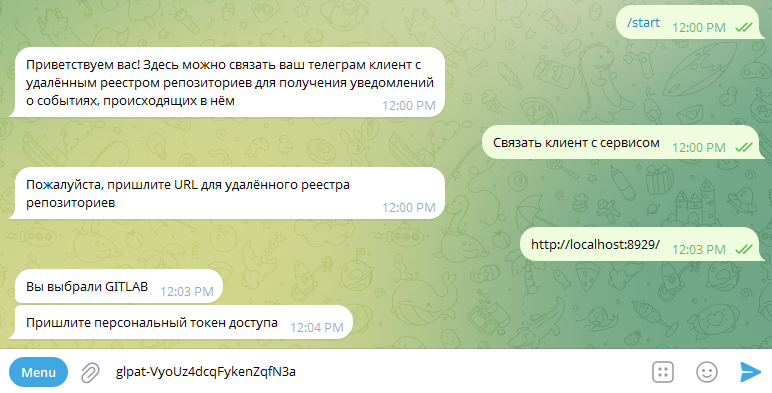 /start 12:00 PM
Приветствуем вас! Здесь можно связать ваш телеграм клиент с
удалённым реестром репозиториев для получения уведомлений
о событиях, происходящих в нём
12:00 PM
Связать клиент с сервисом 12:00 PM
Пожалуйста, пришлите URL для удалённого реестра
репозиториев
12:00 PM
http://localhost:8929/ 12:03 PM
Вы выбрали GITLAB 12:03 PM
Пришлите персональный токен доступа 12:04 PM
Menu glpat-VyoUz4dcqFykenZqfN3a